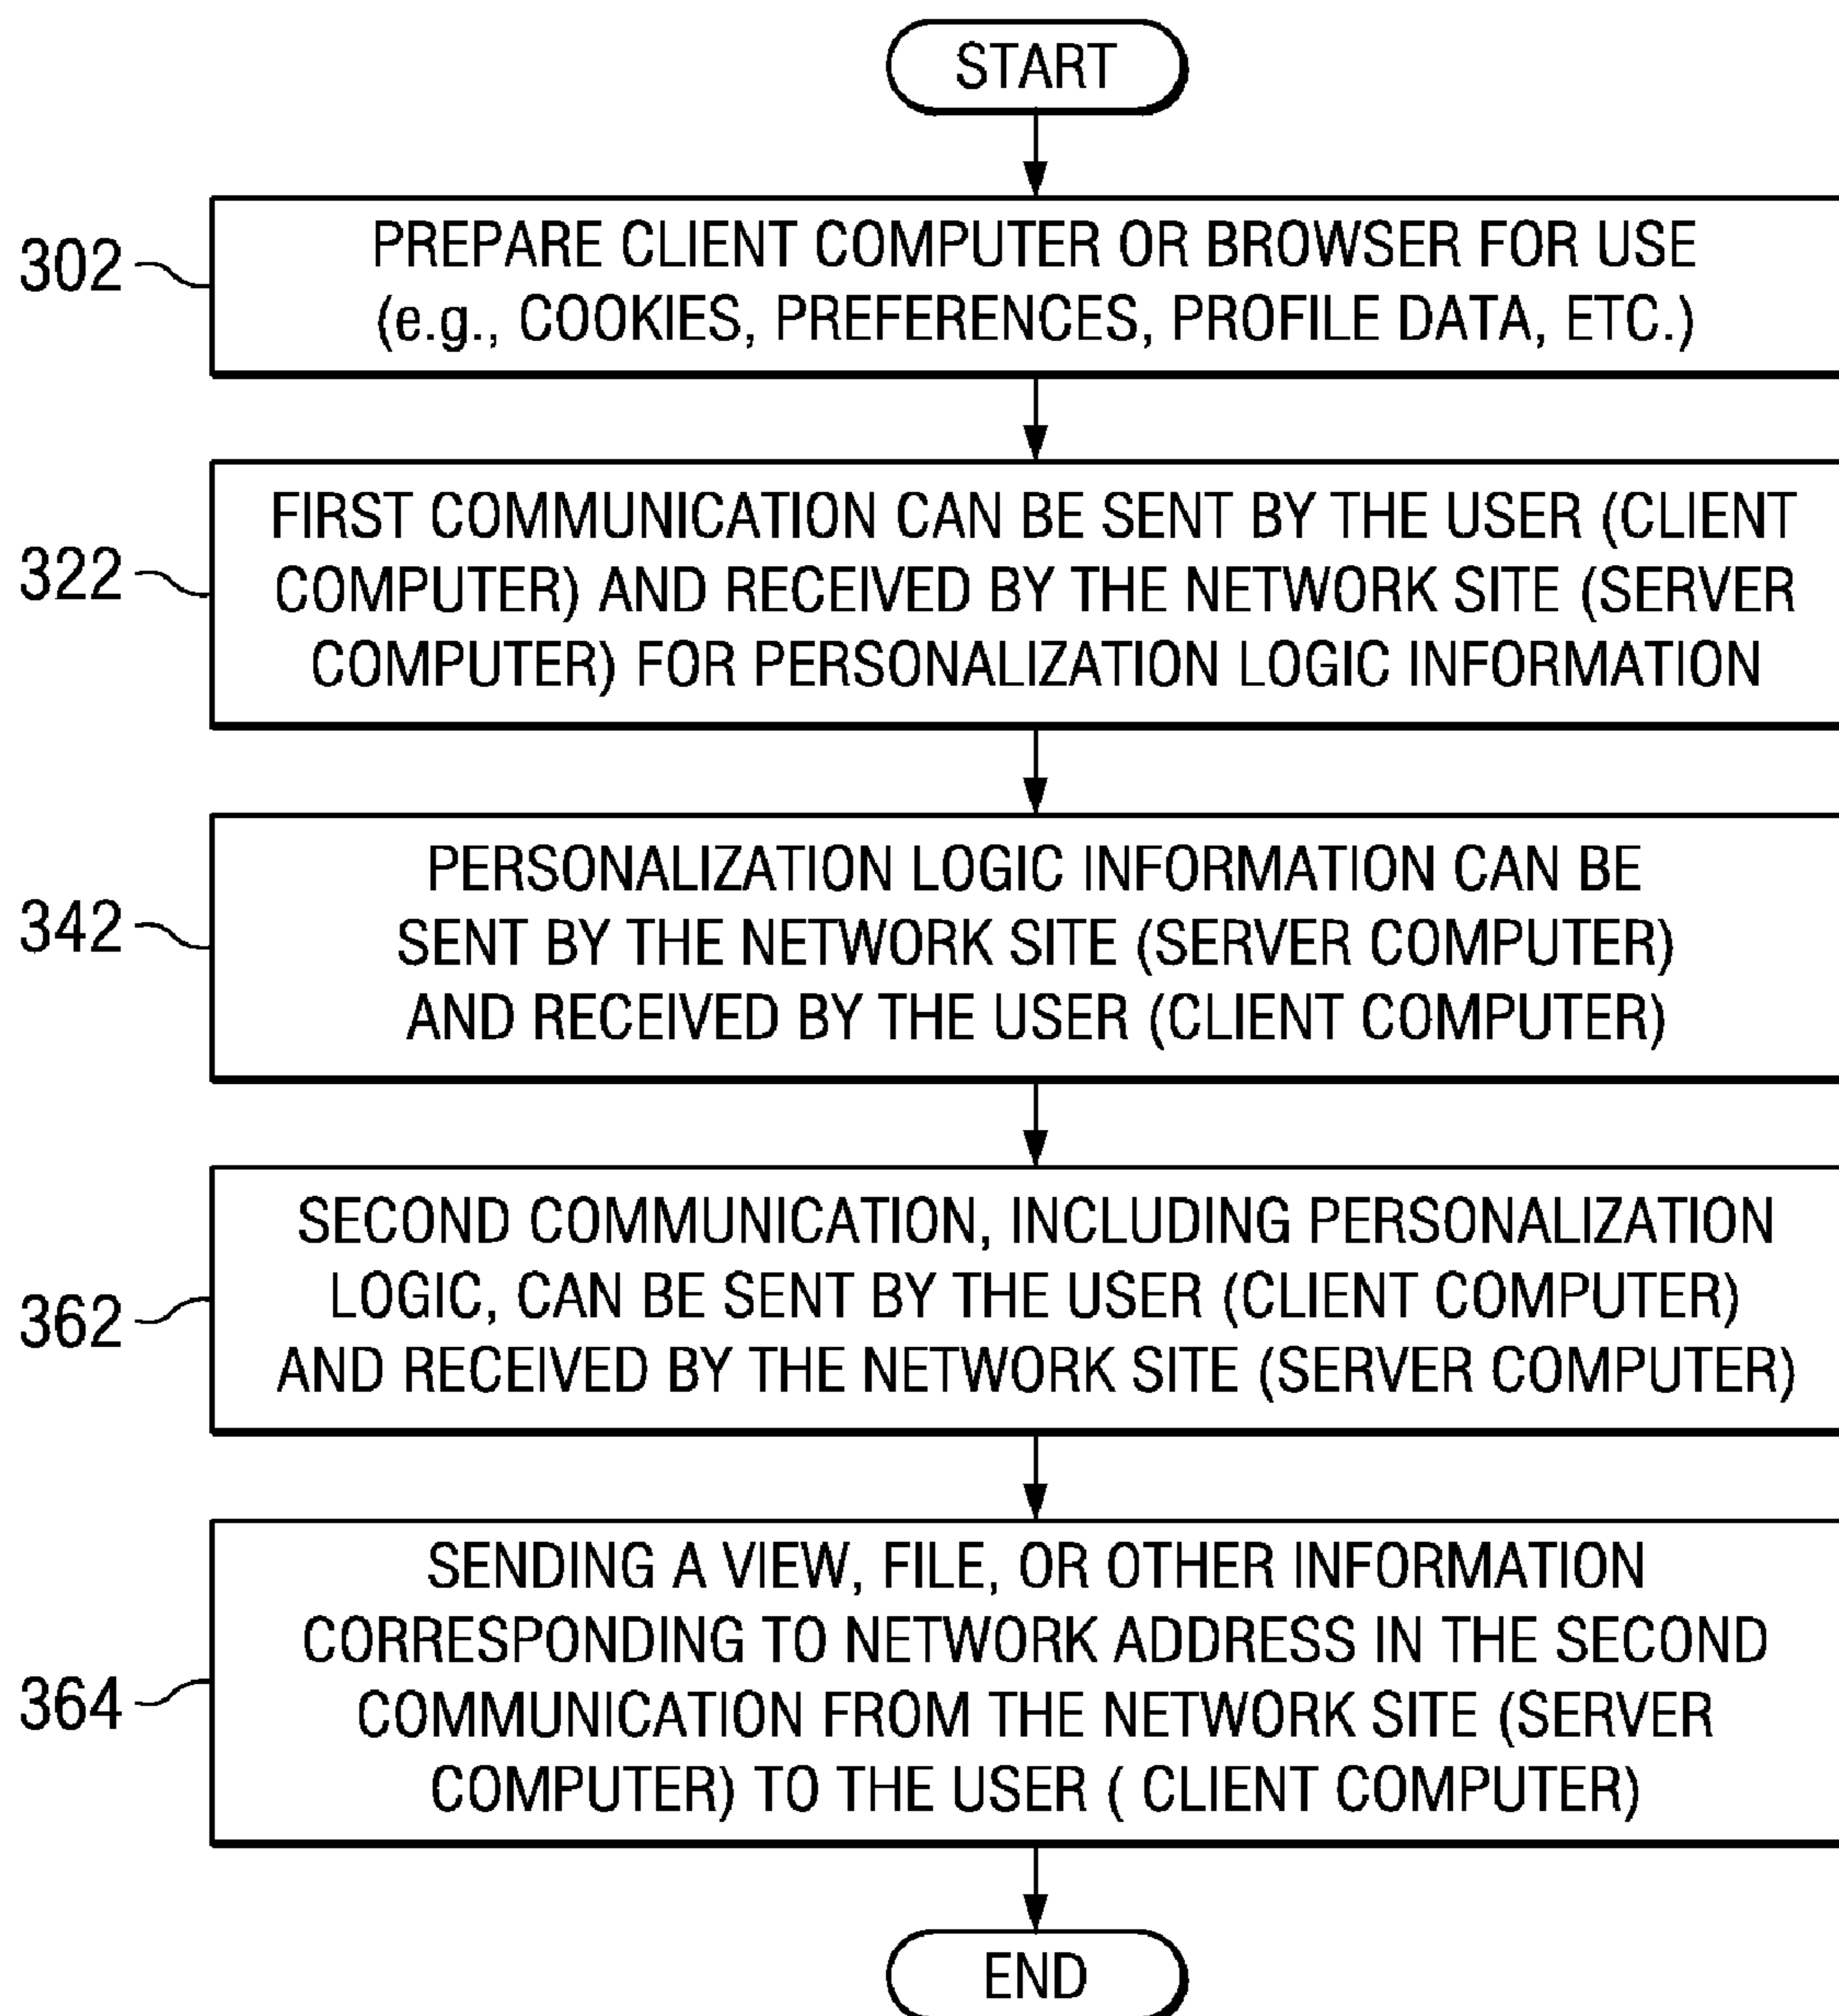 START
302
PREPARE CLIENT COMPUTER OR BROWSER FOR USE
(e.g., COOKIES, PREFERENCES, PROFILE DATA, ETC.)
322
FIRST COMMUNICATION CAN BE SENT BY THE USER (CLIENT
COMPUTER) AND RECEIVED BY THE NETWORK SITE (SERVER
COMPUTER) FOR PERSONALIZATION LOGIC INFORMATION
342
PERSONALIZATION LOGIC INFORMATION CAN BE
SENT BY THE NETWORK SITE (SERVER COMPUTER)
AND RECEIVED BY THE USER (CLIENT COMPUTER)
362
SECOND COMMUNICATION, INCLUDING PERSONALIZATION
LOGIC, CAN BE SENT BY THE USER (CLIENT COMPUTER)
AND RECEIVED BY THE NETWORK SITE (SERVER COMPUTER)
364
SENDING A VIEW, FILE, OR OTHER INFORMATION
CORRESPONDING TO NETWORK ADDRESS IN THE SECOND
COMMUNICATION FROM THE NETWORK SITE (SERVER
COMPUTER) TO THE USER ( CLIENT COMPUTER)
END